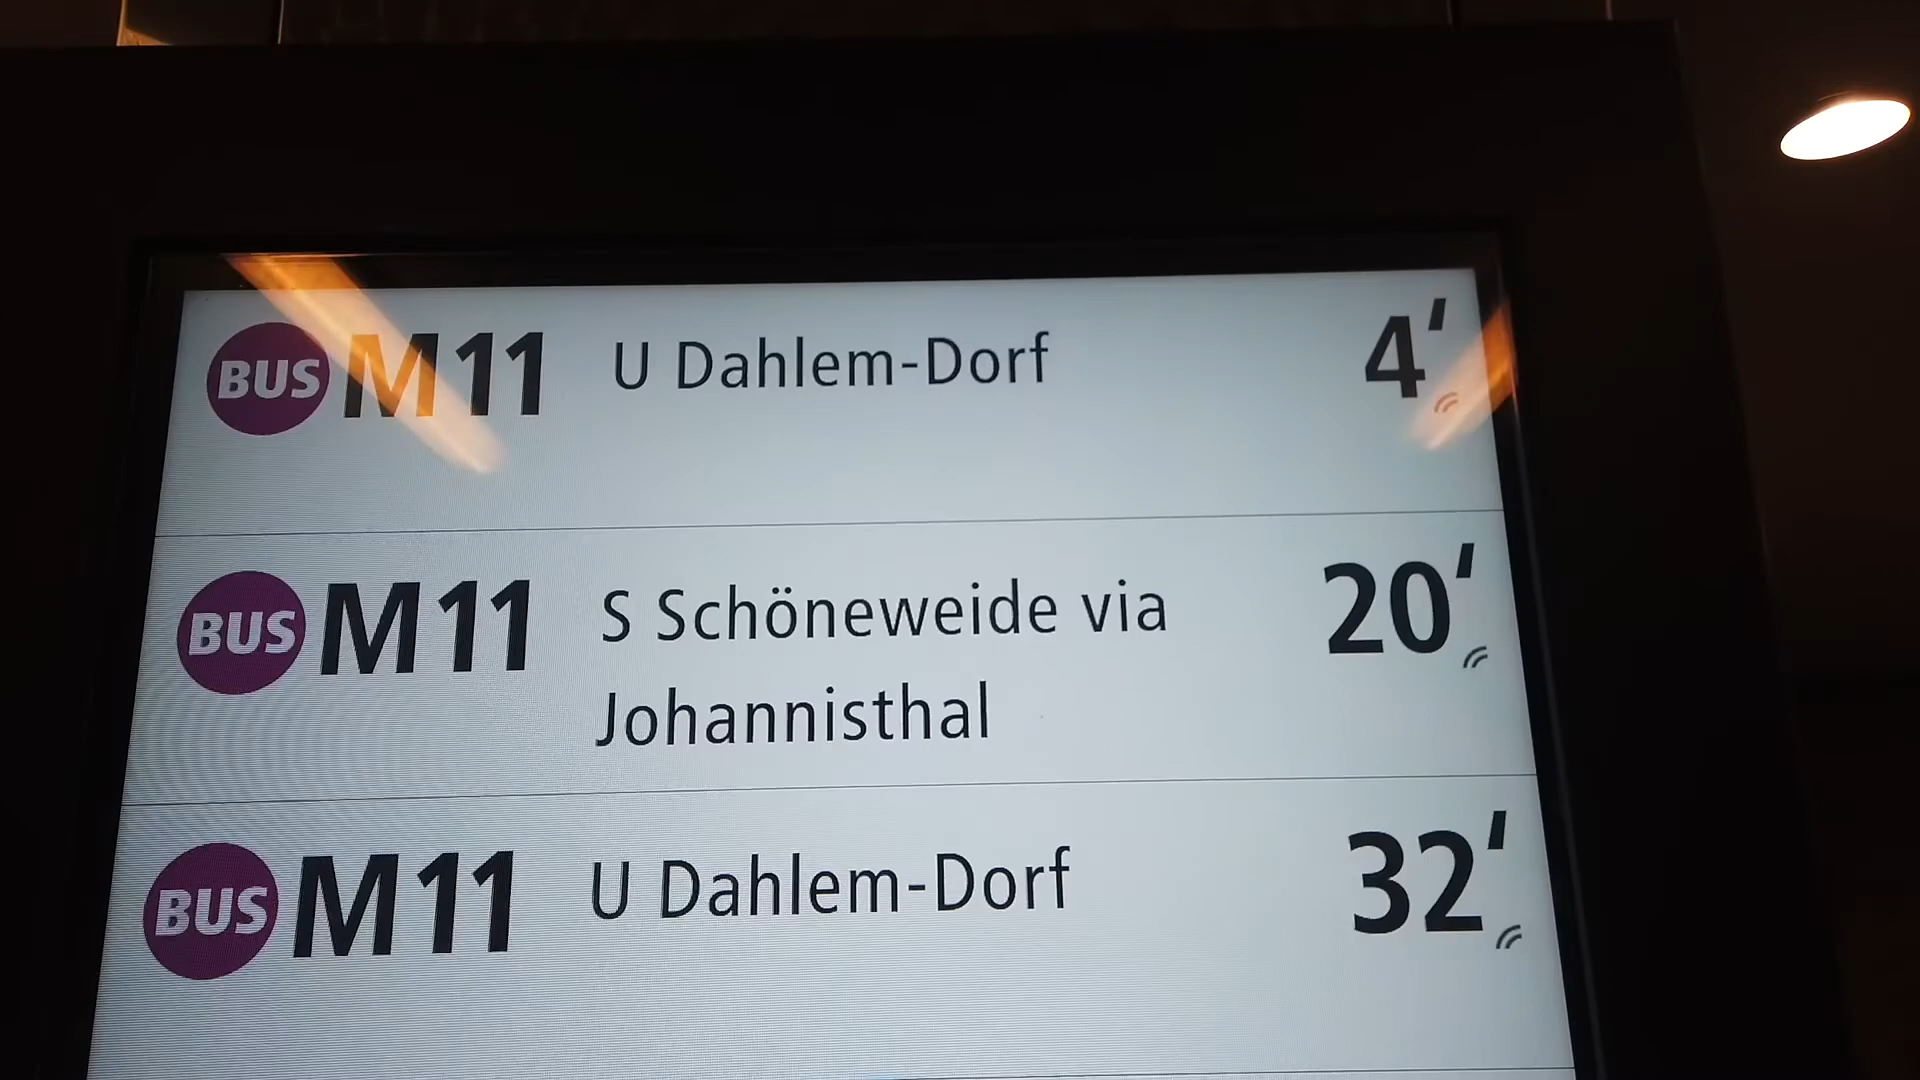 BUS M11 U Dahlem-Dorf 4'
BUS M11 S Schöneweide via 20'
Johannisthal
BUS M11 U Dahlem-Dorf 32'